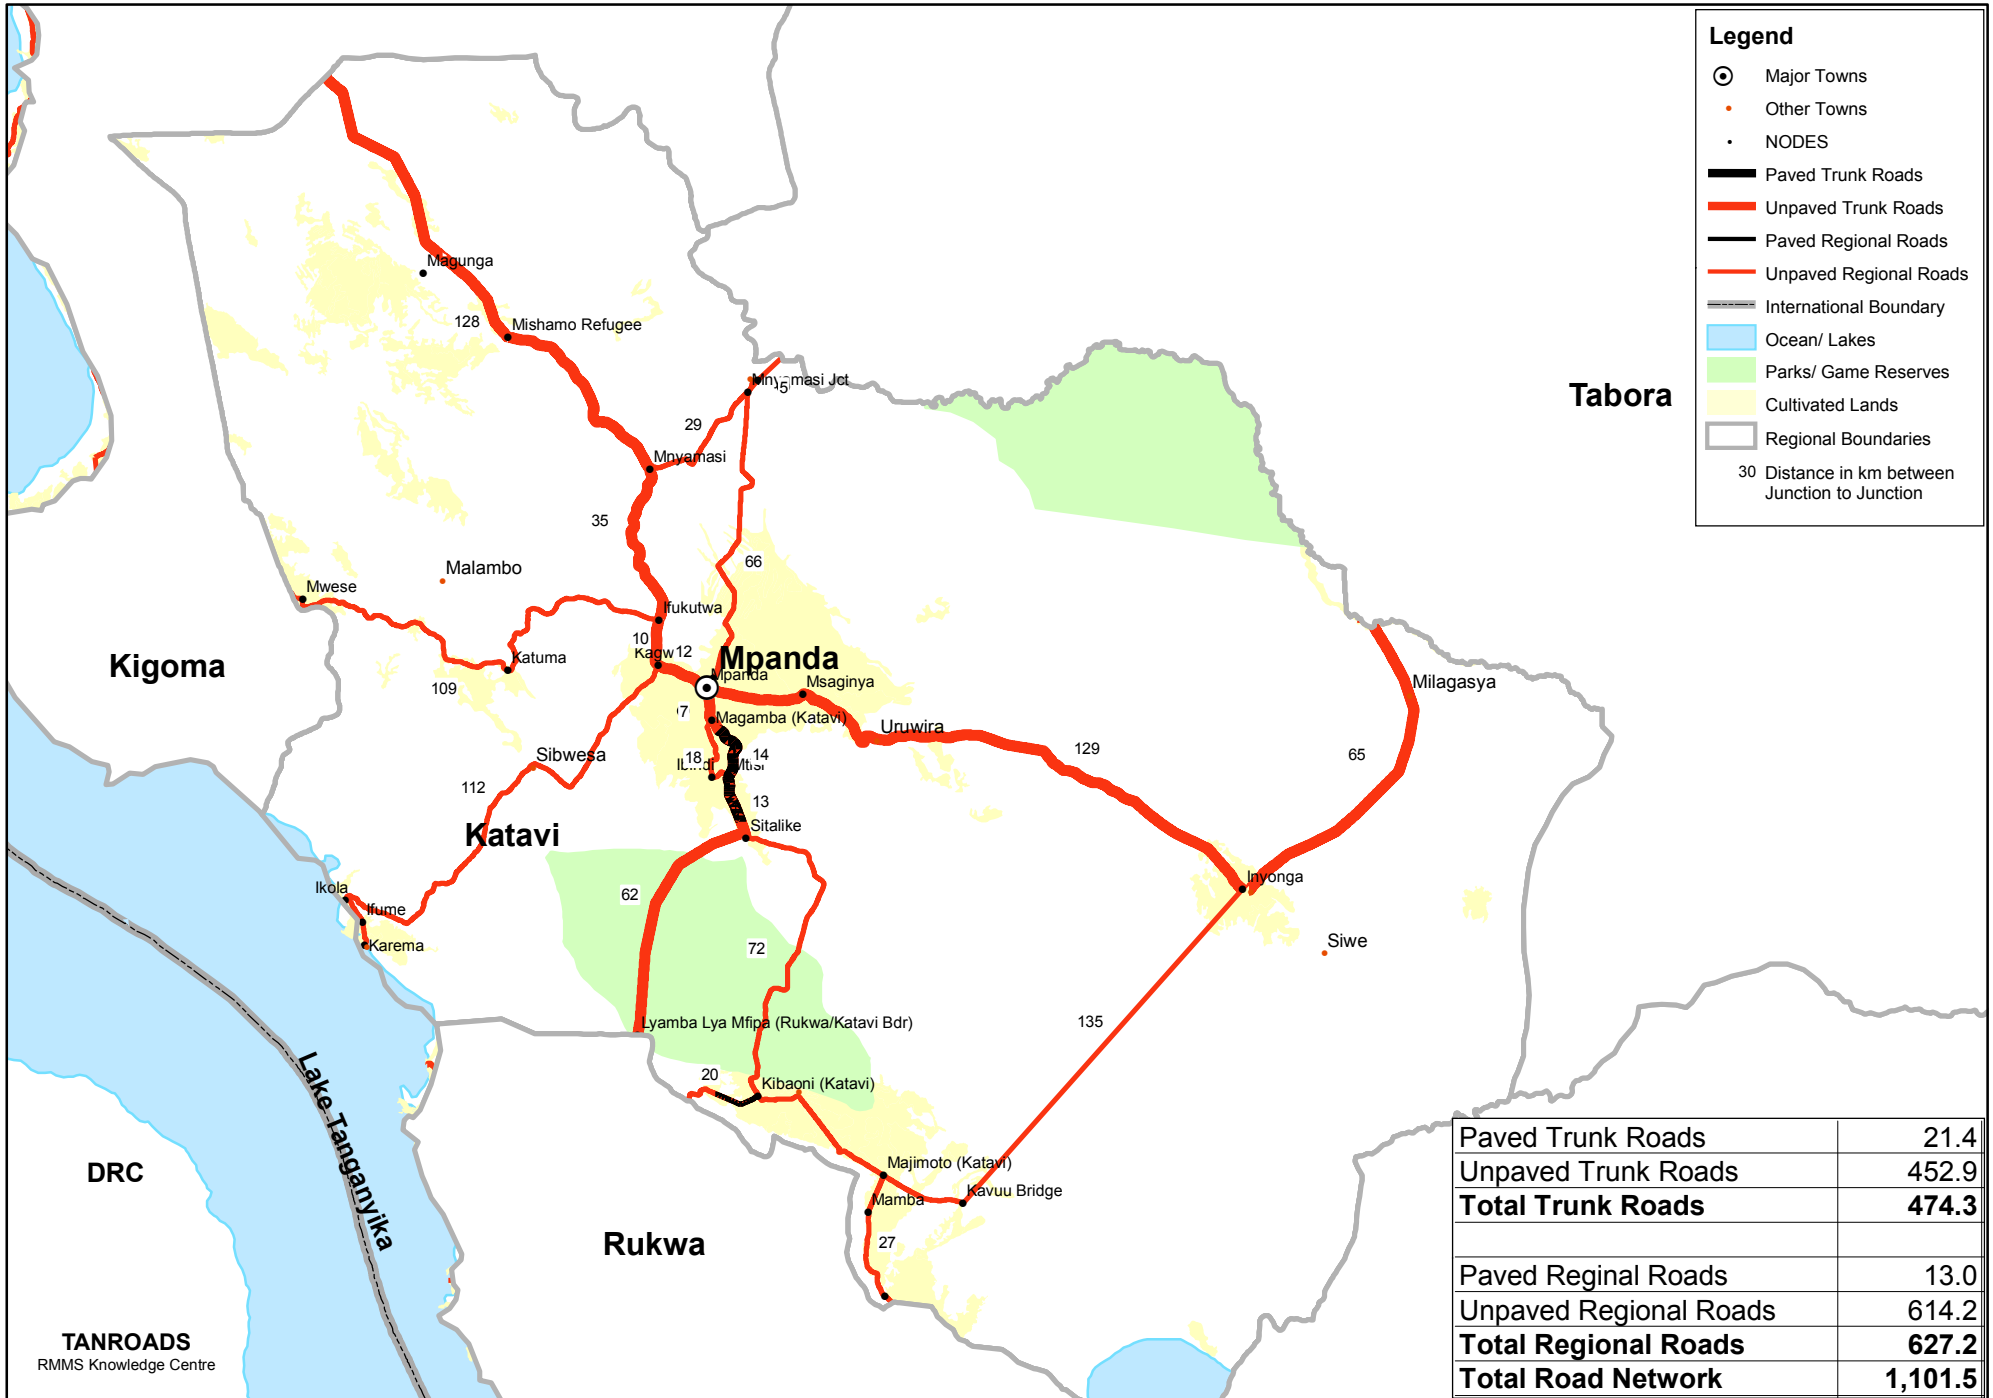 Legend
Major Towns
Other Towns
NODES
Paved Trunk Roads
Unpaved Trunk Roads
Paved Regional Roads
Unpaved Regional Roads
International Boundary
Ocean/ Lakes
Parks/ Game Reserves
Cultivated Lands
Regional Boundaries
30 Distance in km between
Junction to Junction
Magunga
128
Mishamo Refugee
Mnyamasi Jct
Tabora
29
Mnyamasi
35
66
Malambo
Mwese
Ifukutwa
10
12
Mpanda
Kigoma
Katuma
109
Mpanda
Msaginya
Milagasya
Magamba (Katavi)
Uruwira
129
65
Sibwesa
18
14
112
13
Katavi
Sitalike
Ikola
62
Inyonga
Ifume
Karema
72
Siwe
Lyamba Lya Mfipa (Rukwa/Katavi Bdr)
135
20
Kibaoni (Katavi)
Lake Tanganyika
DRC
Majimoto (Katavi)
Mamba
Kavuu Bridge
Rukwa
27
TANROADS
RMMS Knowledge Centre
Paved Trunk Roads 21.4
Unpaved Trunk Roads 452.9
Total Trunk Roads 474.3
Paved Reginal Roads 13.0
Unpaved Regional Roads 614.2
Total Regional Roads 627.2
Total Road Network 1,101.5